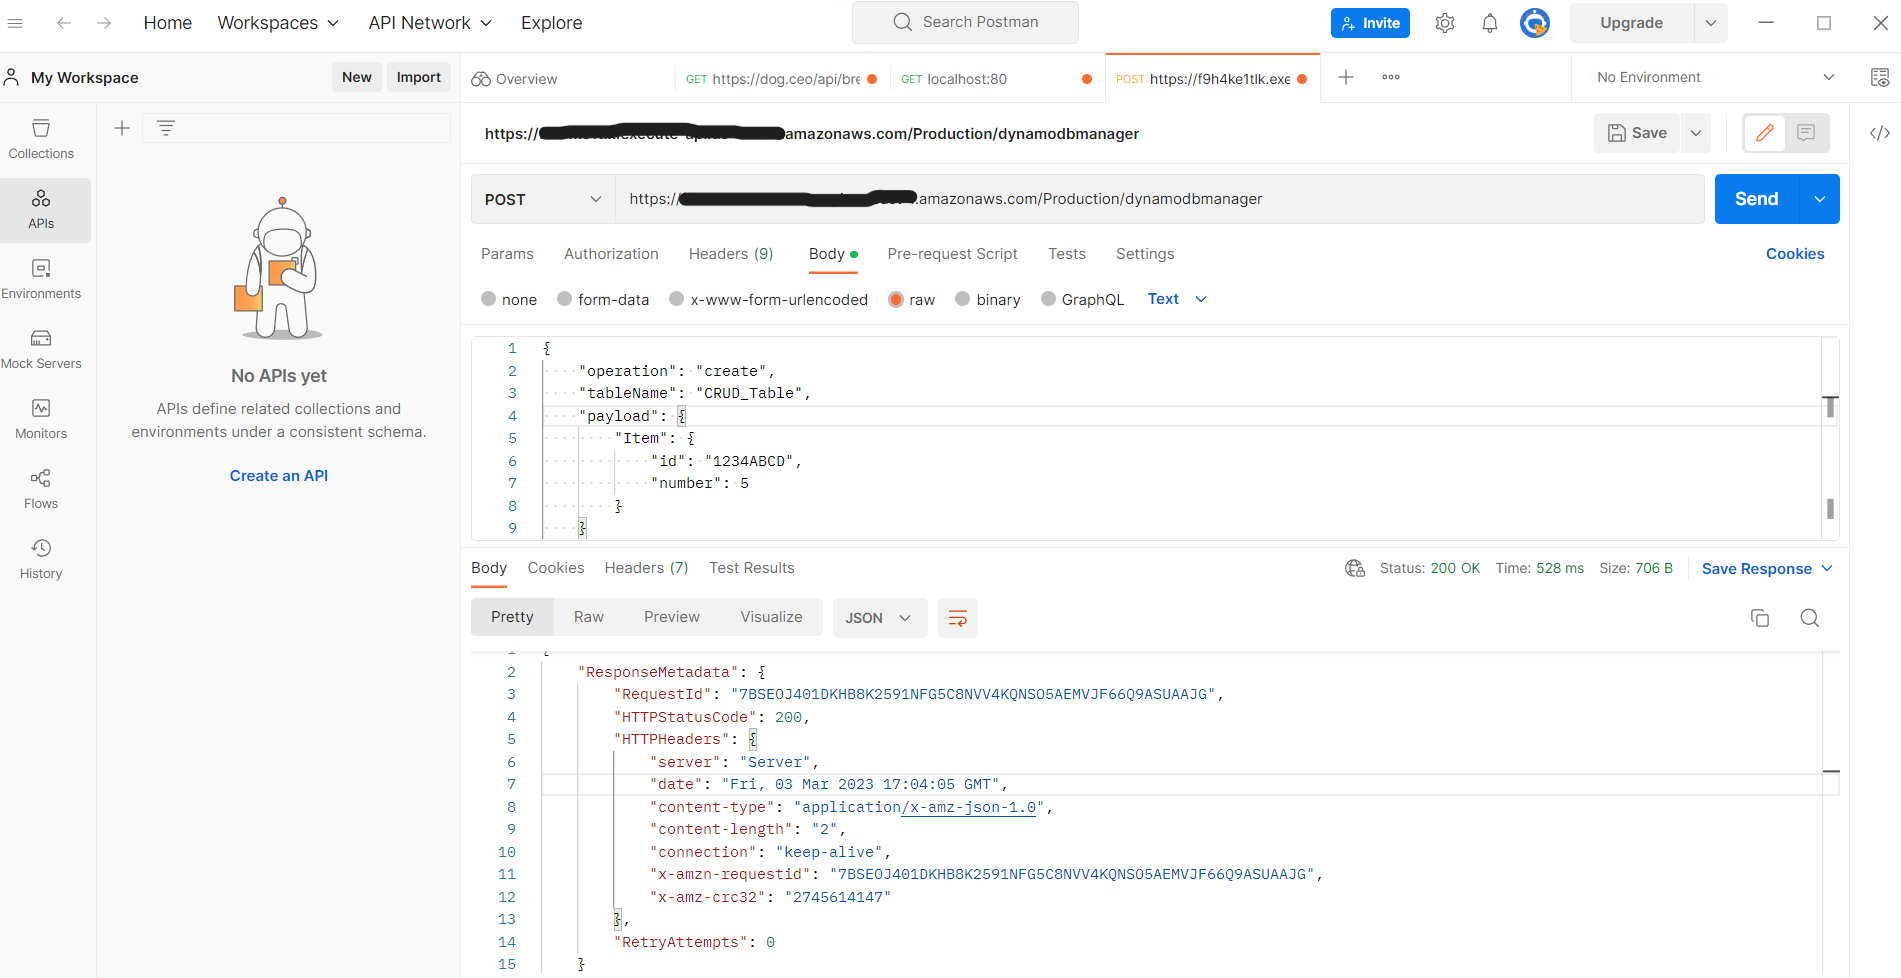 Home Workspaces API Network Explore Search Postman Invite Upgrade
My Workspace New Import Overview GET https://dog.ceo/api/bre GET localhost:80 POST https://f9h4ke1tlk.exe No Environment
Collections
APIs
Environments
Mock Servers
Monitors
Flows
History
No APIs yet
APIs define related collections and
environments under a consistent schema.
Create an API
https:// amazonaws.com/Production/dynamodbmanager Save
POST https:// .amazonaws.com/Production/dynamodbmanager Send
Params Authorization Headers (9) Body Pre-request Script Tests Settings Cookies
none form-data x-www-form-urlencoded raw binary GraphQL Text
1 {
2 "operation": "create",
3 "tableName": "CRUD_Table",
4 "payload": {
5 "Item": {
6 "id": "1234ABCD",
7 "number": 5
8 }
9 }
Body Cookies Headers (7) Test Results Status: 200 OK Time: 528 ms Size: 706 B Save Response
Pretty Raw Preview Visualize JSON
2 "ResponseMetadata": {
3 "RequestId": "7BSEOJ401DKHB8K2591NFG5C8NVV4KQNSO5AEMVJF66Q9ASUAAJG",
4 "HTTPStatusCode": 200,
5 "HTTPHeaders": {
6 "server": "Server",
7 "date": "Fri, 03 Mar 2023 17:04:05 GMT",
8 "content-type": "application/x-amz-json-1.0",
9 "content-length": "2",
10 "connection": "keep-alive",
11 "x-amzn-requestid": "7BSEOJ401DKHB8K2591NFG5C8NVV4KQNSO5AEMVJF66Q9ASUAAJG",
12 "x-amz-crc32": "2745614147"
13 },
14 "RetryAttempts": 0
15 }